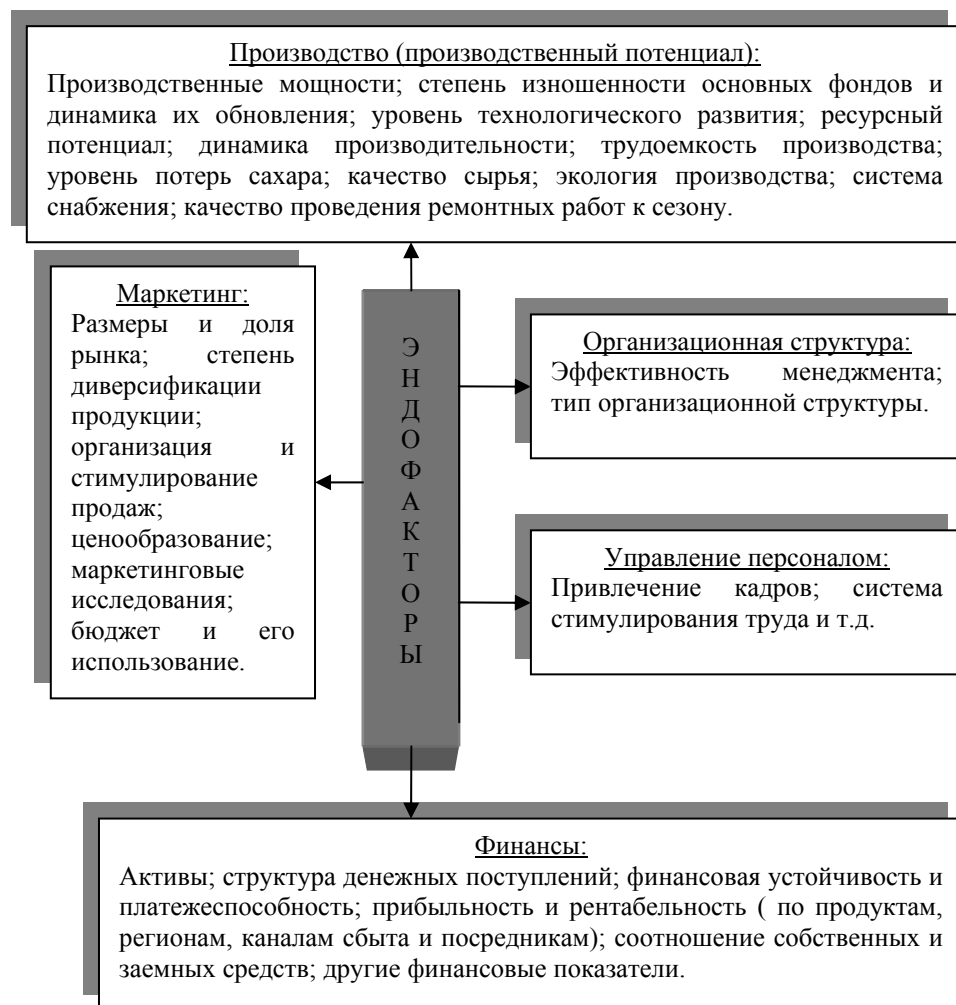 Производство (производственный потенциал):
Производственные мощности; степень изношенности основных фондов и
динамика их обновления; уровень технологического развития; ресурсный
потенциал; динамика производительности; трудоемкость производства;
уровень потерь сахара; качество сырья; экология производства; система
снабжения; качество проведения ремонтных работ к сезону.
Маркетинг:
Размеры и доля
рынка; степень
диверсификации
продукции;
организация и
стимулирование
продаж;
ценообразование;
маркетинговые
исследования;
бюджет и его
использование.
Э
Н
Д
О
Ф
А
К
Т
О
Р
Ы
Организационная структура:
Эффективность менеджмента;
тип организационной структуры.
Управление персоналом:
Привлечение кадров; система
стимулирования труда и т.д.
Финансы:
Активы; структура денежных поступлений; финансовая устойчивость и
платежеспособность; прибыльность и рентабельность ( по продуктам,
регионам, каналам сбыта и посредникам); соотношение собственных и
заемных средств; другие финансовые показатели.